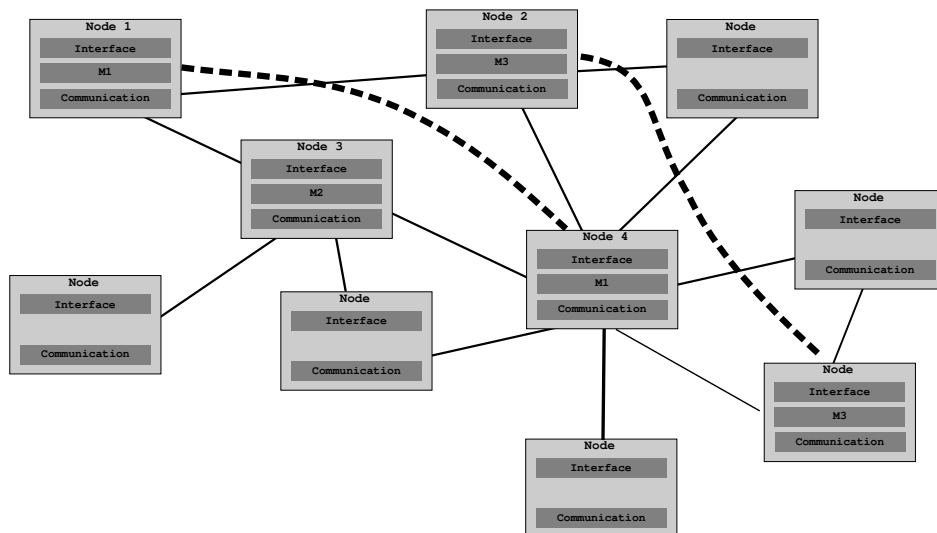 Node 1
Interface
M1
Communication
Node 2
Interface
M3
Communication
Node
Interface
Communication
Node 3
Interface
M2
Communication
Node 4
Interface
M1
Communication
Node
Interface
Communication
Node
Interface
Communication
Node
Interface
Communication
Node
Interface
M3
Communication
Node
Interface
Communication